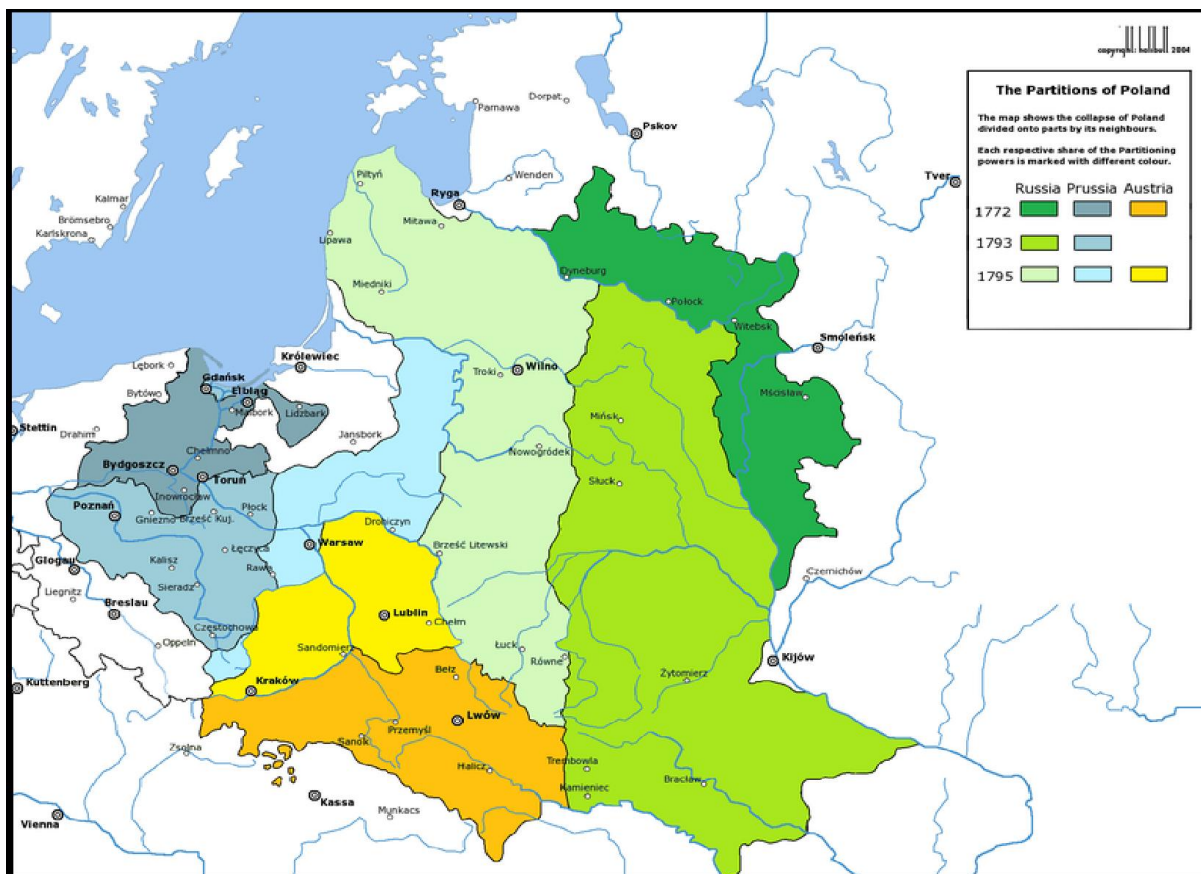 copyright: halibutt 2004
The Partitions of Poland
The map shows the collapse of Poland
divided onto parts by its neighbours.
Each respective share of the Partitioning
powers is marked with different colour.
Russia Prussia Austria
1772
1793
1795
Parnawa
Dorpat
Pskov
Tver
Piltyń
Wenden
Ryga
Kalmar
Brömsebro
Karlskrona
Mitawa
Lipawa
Dyneburg
Miedniki
Połock
Witebsk
Smoleńsk
Królewiec
Lębork
Gdańsk
Wilno
Troki
Bytów
Elbląg
Malbork
Lidzbark
Mścisław
Mińsk
Stettin
Drahim
Jansbork
Chełmno
Nowogródek
Bydgoszcz
Toruń
Słuck
Inowrocław
Poznań
Gniezno
Brześć Kuj.
Płock
Drohiczyn
Warsaw
Brześć Litewski
Łęczyca
Kalisz
Rawa
Glogau
Czernichów
Sieradz
Liegnitz
Breslau
Lublin
Chełm
Częstochowa
Oppeln
Sandomierz
Łuck
Równe
Kijów
Bełz
Żytomierz
Kuttenberg
Kraków
Lwów
Przemyśl
Sanok
Zsolna
Halicz
Trembowla
Bracław
Kamieniec
Kassa
Munkacs
Vienna